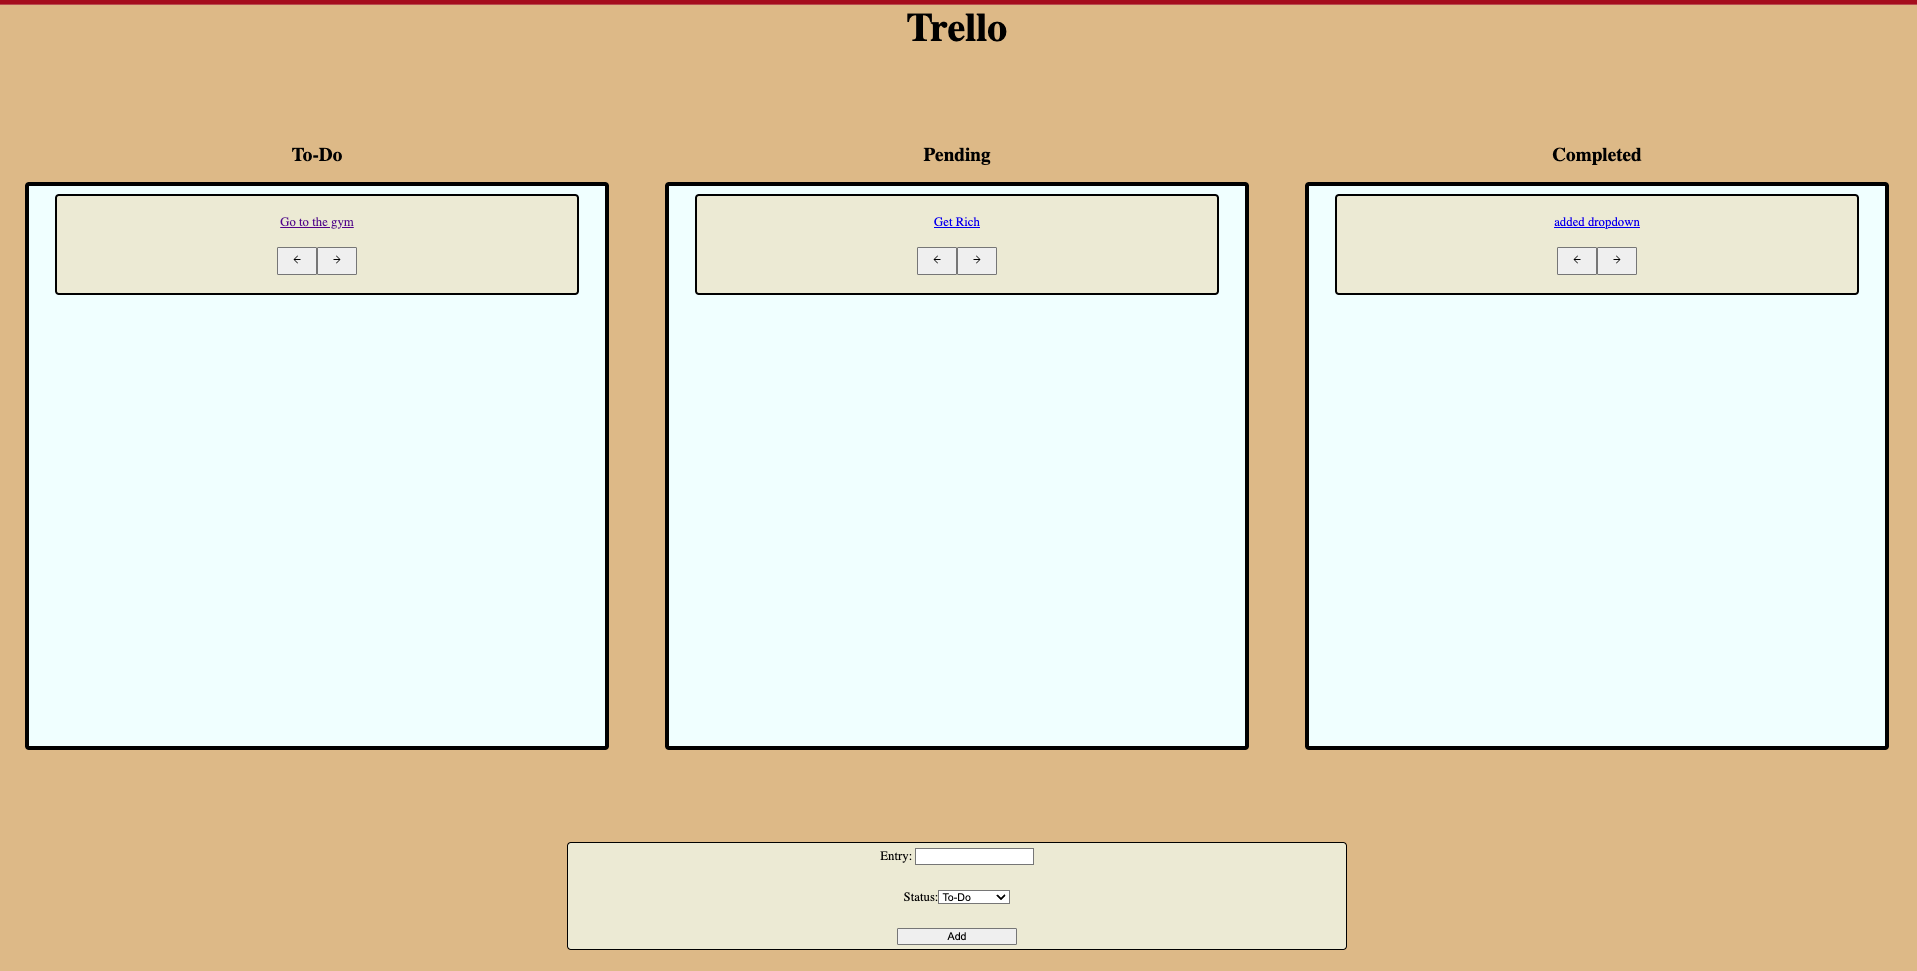 Trello
To-Do
Pending
Completed
Go to the gym
← →
Get Rich
← →
added dropdown
← →
Entry:
Status: To-Do
Add